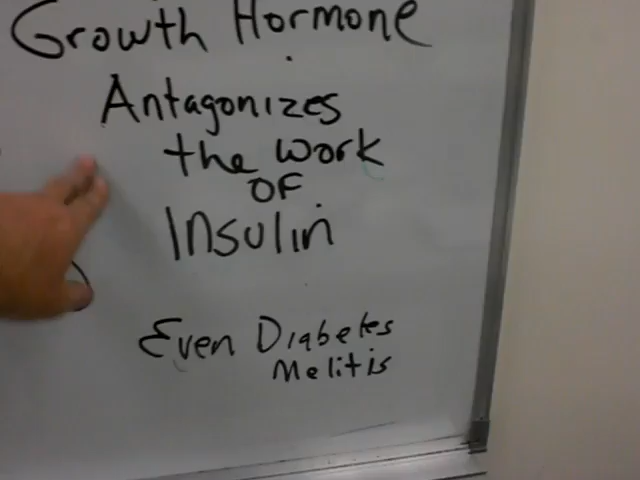 Growth Hormone
Antagonizes
the work
OF
Insulin
Even Diabetes
Melitis